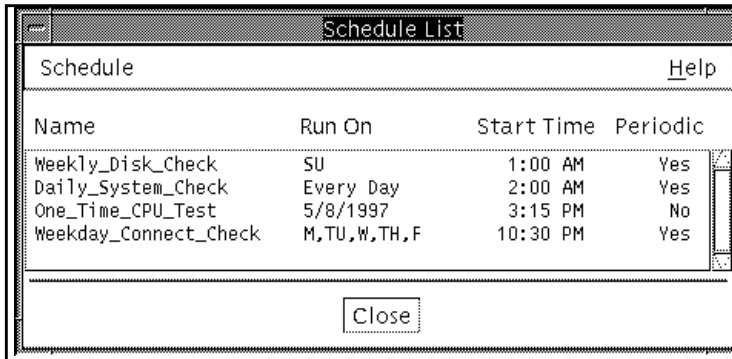 Schedule List
Schedule Help
Name Run On Start Time Periodic
Weekly_Disk_Check SU 1:00 AM Yes
Daily_System_Check Every Day 2:00 AM Yes
One_Time_CPU_Test 5/8/1997 3:15 PM No
Weekday_Connect_Check M,TU,W,TH,F 10:30 PM Yes
Close